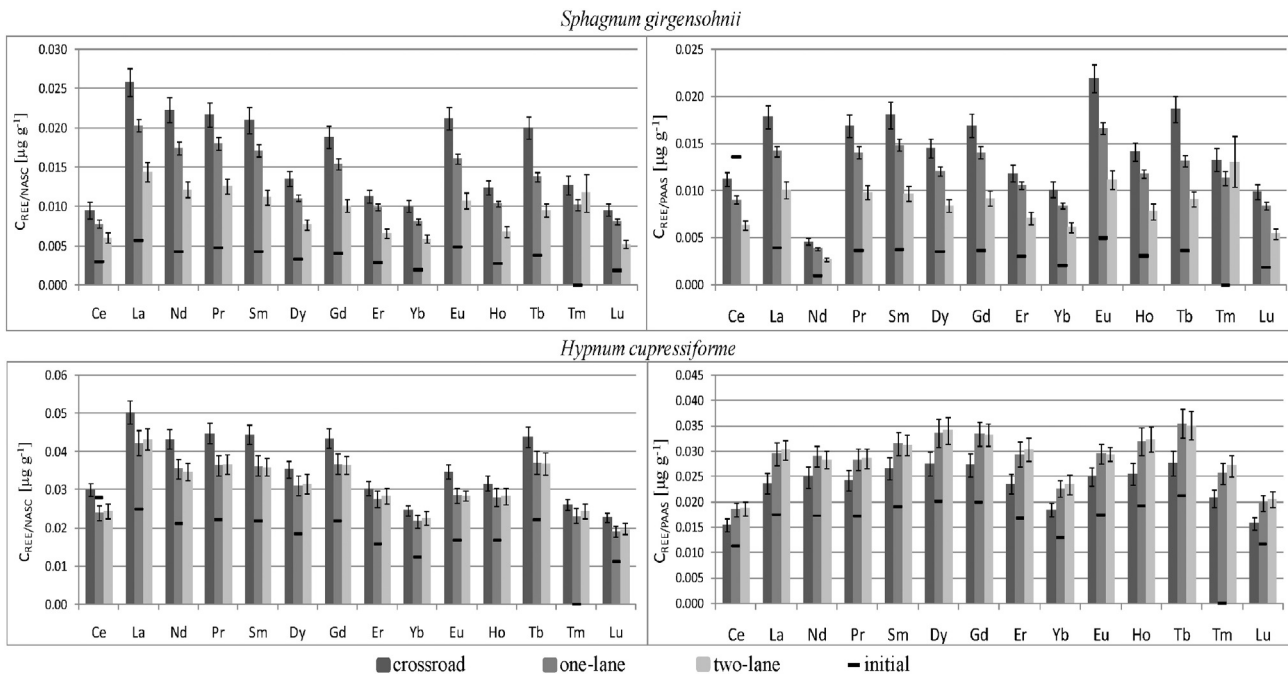 Sphagnum girgensohnii
C_REE/NASC [µg g⁻¹]
0.030
0.025
0.020
0.015
0.010
0.005
0.000
Ce La Nd Pr Sm Dy Gd Er Yb Eu Ho Tb Tm Lu
C_REE/PAAS [µg g⁻¹]
0.025
0.020
0.015
0.010
0.005
0.000
Ce La Nd Pr Sm Dy Gd Er Yb Eu Ho Tb Tm Lu
Hypnum cupressiforme
C_REE/NASC [µg g⁻¹]
0.06
0.05
0.04
0.03
0.02
0.01
0.00
Ce La Nd Pr Sm Dy Gd Er Yb Eu Ho Tb Tm Lu
C_REE/PAAS [µg g⁻¹]
0.045
0.040
0.035
0.030
0.025
0.020
0.015
0.010
0.005
0.000
Ce La Nd Pr Sm Dy Gd Er Yb Eu Ho Tb Tm Lu
crossroad one-lane two-lane initial